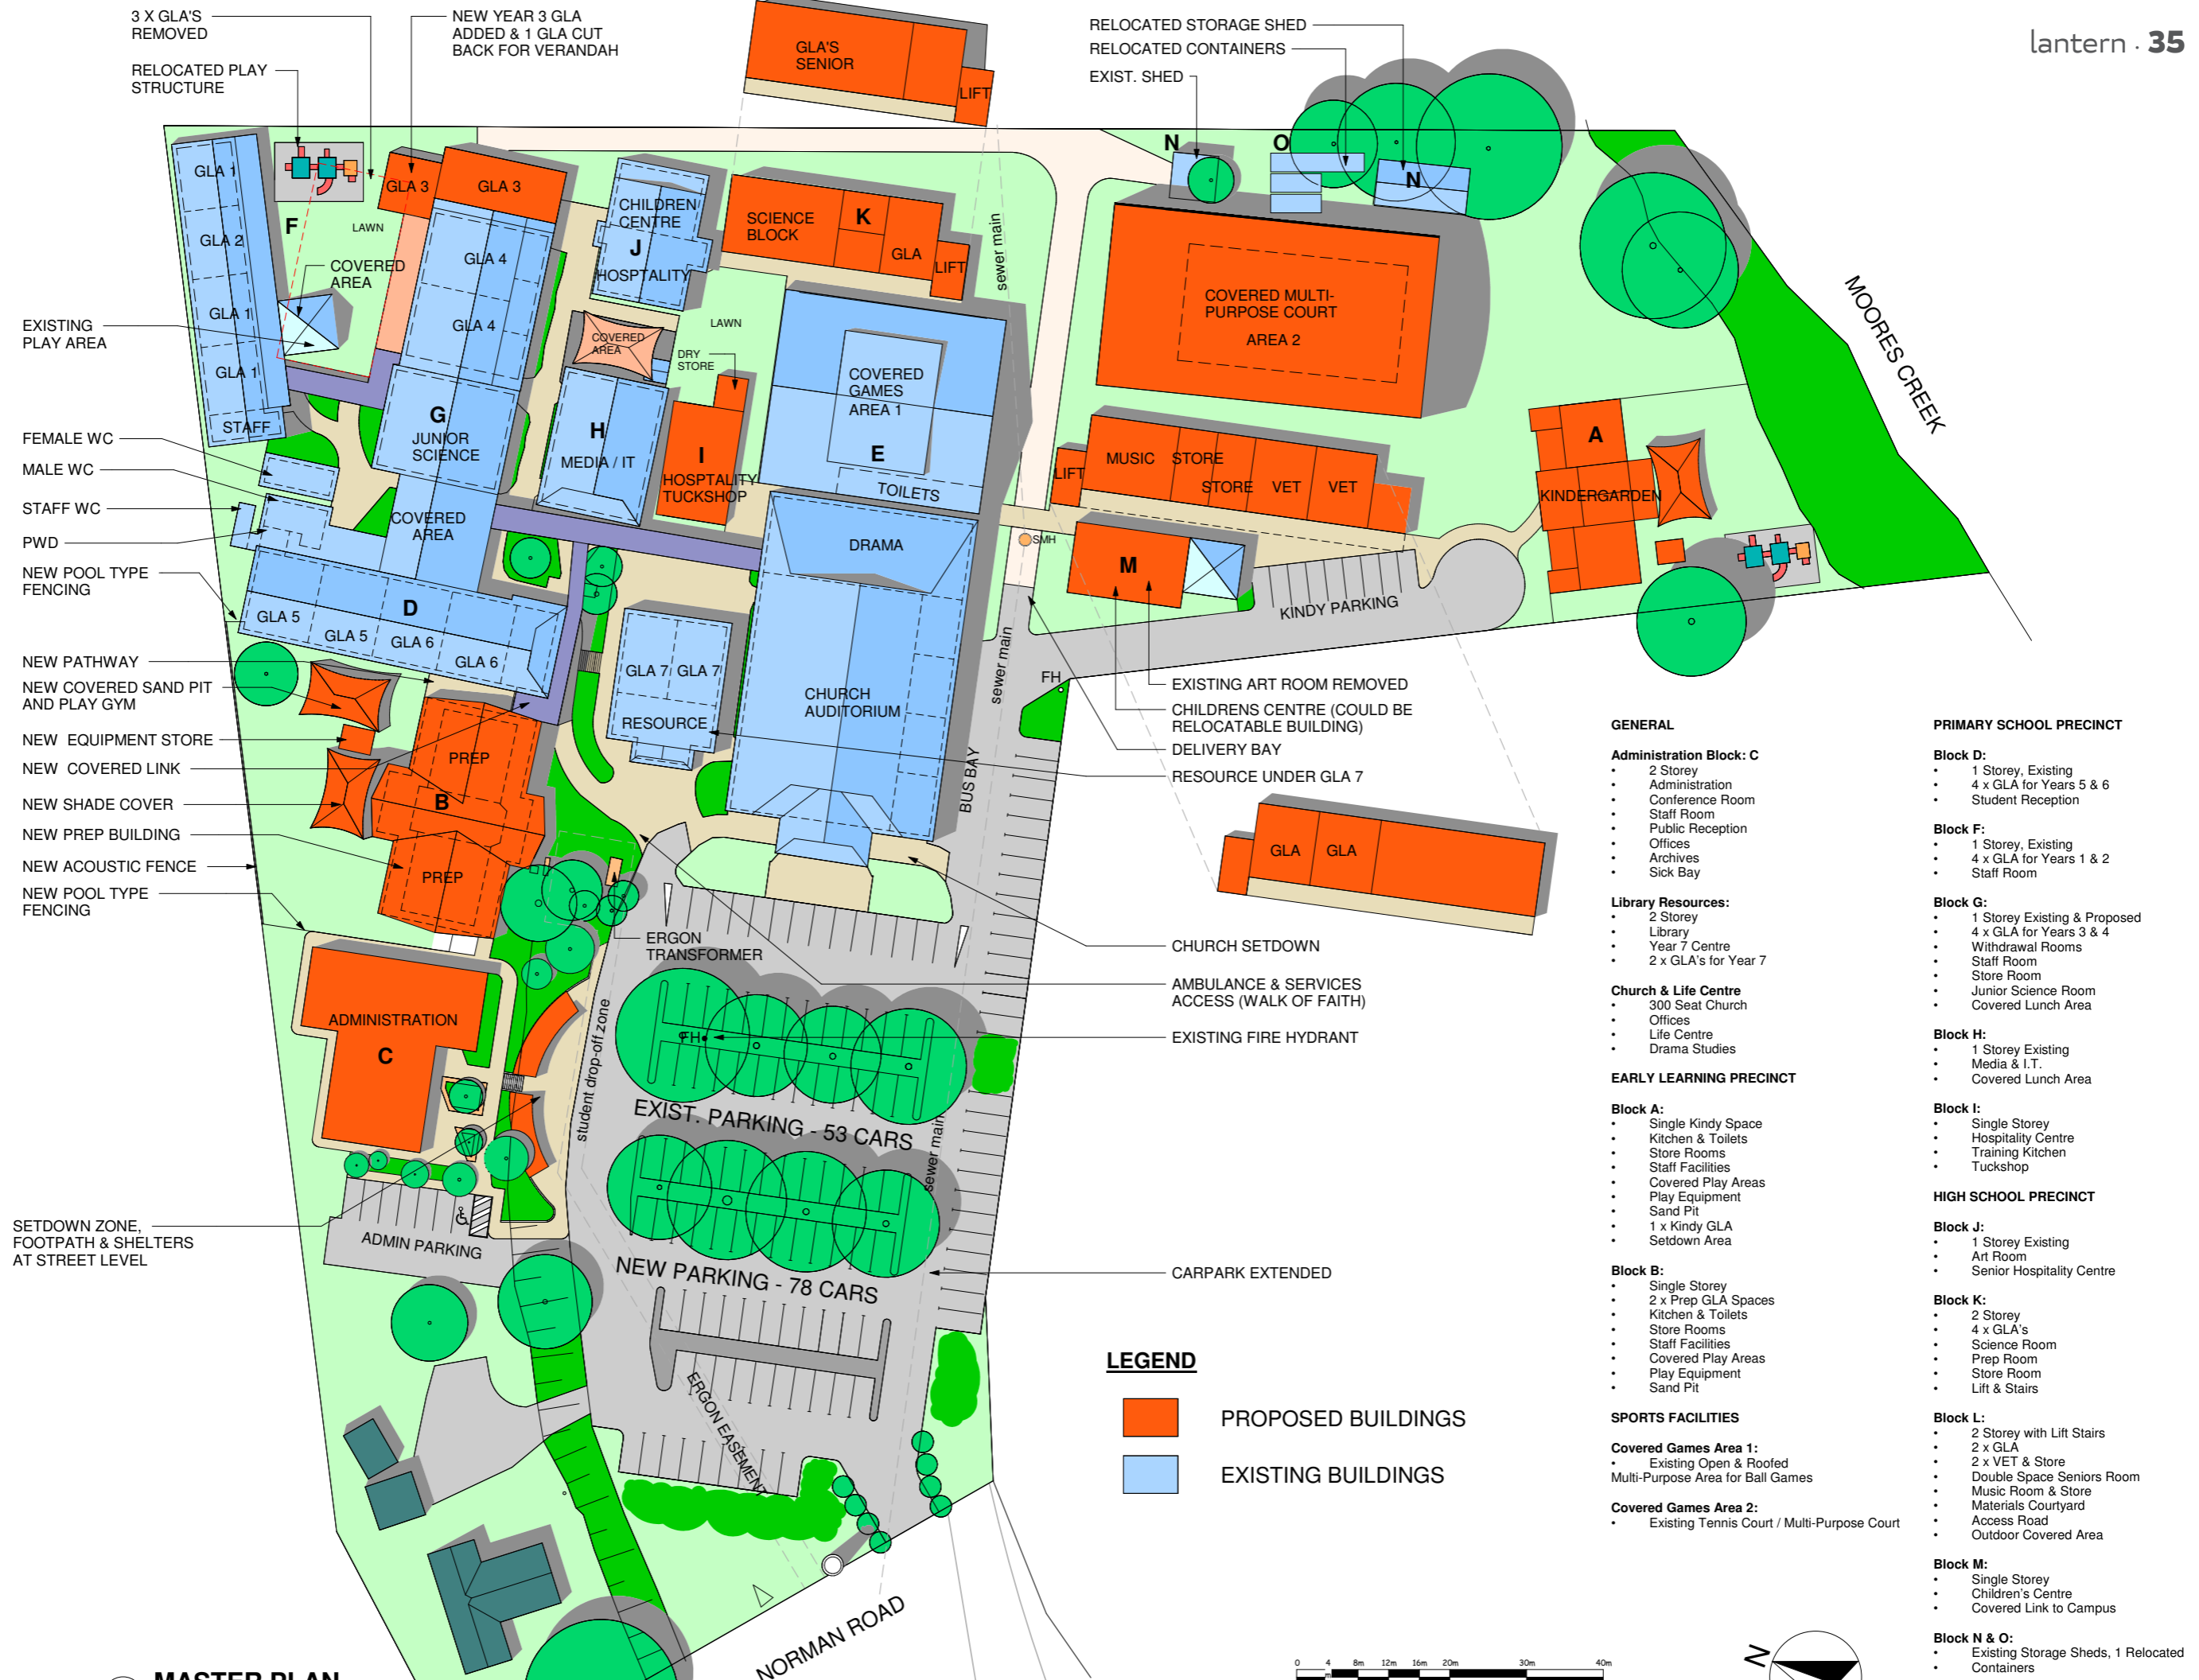 lantern . 35
3 X GLA'S
REMOVED
NEW YEAR 3 GLA
ADDED & 1 GLA CUT
BACK FOR VERANDAH
RELOCATED PLAY
STRUCTURE
GLA'S
SENIOR
LIFT
RELOCATED STORAGE SHED
RELOCATED CONTAINERS
EXIST. SHED
N
O
N
GLA 1
GLA 2
GLA 1
GLA 1
STAFF
F
LAWN
COVERED
AREA
GLA 3
GLA 3
GLA 4
GLA 4
G
JUNIOR
SCIENCE
COVERED
AREA
CHILDREN
CENTRE
J
HOSPTALITY
COVERED
AREA
SCIENCE
BLOCK
K
GLA
LIFT
LAWN
DRY
STORE
H
MEDIA / IT
I
HOSPTALITY
TUCKSHOP
COVERED
GAMES
AREA 1
E
TOILETS
sewer main
COVERED MULTI-
PURPOSE COURT
AREA 2
MOORES CREEK
LIFT
MUSIC
STORE
STORE
VET
VET
A
KINDERGARDEN
EXISTING
PLAY AREA
FEMALE WC
MALE WC
STAFF WC
PWD
NEW POOL TYPE
FENCING
NEW PATHWAY
NEW COVERED SAND PIT
AND PLAY GYM
NEW EQUIPMENT STORE
NEW COVERED LINK
NEW SHADE COVER
NEW PREP BUILDING
NEW ACOUSTIC FENCE
NEW POOL TYPE
FENCING
D
GLA 5
GLA 5
GLA 6
GLA 6
DRAMA
SMH
M
KINDY PARKING
GLA 7
GLA 7
RESOURCE
CHURCH
AUDITORIUM
sewer main
FH
BUS BAY
EXISTING ART ROOM REMOVED
CHILDRENS CENTRE (COULD BE
RELOCATABLE BUILDING)
DELIVERY BAY
RESOURCE UNDER GLA 7
PREP
B
PREP
GLA
GLA
ERGON
TRANSFORMER
CHURCH SETDOWN
AMBULANCE & SERVICES
ACCESS (WALK OF FAITH)
EXISTING FIRE HYDRANT
ADMINISTRATION
C
student drop-off zone
FH
EXIST. PARKING - 53 CARS
sewer main
SETDOWN ZONE,
FOOTPATH & SHELTERS
AT STREET LEVEL
ADMIN PARKING
NEW PARKING - 78 CARS
CARPARK EXTENDED
ERGON EASEMENT
NORMAN ROAD
MASTER PLAN
LEGEND
PROPOSED BUILDINGS
EXISTING BUILDINGS
0 4 8m 12m 16m 20m 30m 40m
N
GENERAL
Administration Block: C
• 2 Storey
• Administration
• Conference Room
• Staff Room
• Public Reception
• Offices
• Archives
• Sick Bay
Library Resources:
• 2 Storey
• Library
• Year 7 Centre
• 2 x GLA's for Year 7
Church & Life Centre
• 300 Seat Church
• Offices
• Life Centre
• Drama Studies
EARLY LEARNING PRECINCT
Block A:
• Single Kindy Space
• Kitchen & Toilets
• Store Rooms
• Staff Facilities
• Covered Play Areas
• Play Equipment
• Sand Pit
• 1 x Kindy GLA
• Setdown Area
Block B:
• Single Storey
• 2 x Prep GLA Spaces
• Kitchen & Toilets
• Store Rooms
• Staff Facilities
• Covered Play Areas
• Play Equipment
• Sand Pit
SPORTS FACILITIES
Covered Games Area 1:
• Existing Open & Roofed
Multi-Purpose Area for Ball Games
Covered Games Area 2:
• Existing Tennis Court / Multi-Purpose Court
PRIMARY SCHOOL PRECINCT
Block D:
• 1 Storey, Existing
• 4 x GLA for Years 5 & 6
• Student Reception
Block F:
• 1 Storey, Existing
• 4 x GLA for Years 1 & 2
• Staff Room
Block G:
• 1 Storey Existing & Proposed
• 4 x GLA for Years 3 & 4
• Withdrawal Rooms
• Staff Room
• Store Room
• Junior Science Room
• Covered Lunch Area
Block H:
• 1 Storey Existing
• Media & I.T.
• Covered Lunch Area
Block I:
• Single Storey
• Hospitality Centre
• Training Kitchen
• Tuckshop
HIGH SCHOOL PRECINCT
Block J:
• 1 Storey Existing
• Art Room
• Senior Hospitality Centre
Block K:
• 2 Storey
• 4 x GLA's
• Science Room
• Prep Room
• Store Room
• Lift & Stairs
Block L:
• 2 Storey with Lift Stairs
• 2 x GLA
• 2 x VET & Store
• Double Space Seniors Room
• Music Room & Store
• Materials Courtyard
• Access Road
• Outdoor Covered Area
Block M:
• Single Storey
• Children's Centre
• Covered Link to Campus
Block N & O:
• Existing Storage Sheds, 1 Relocated
• Containers